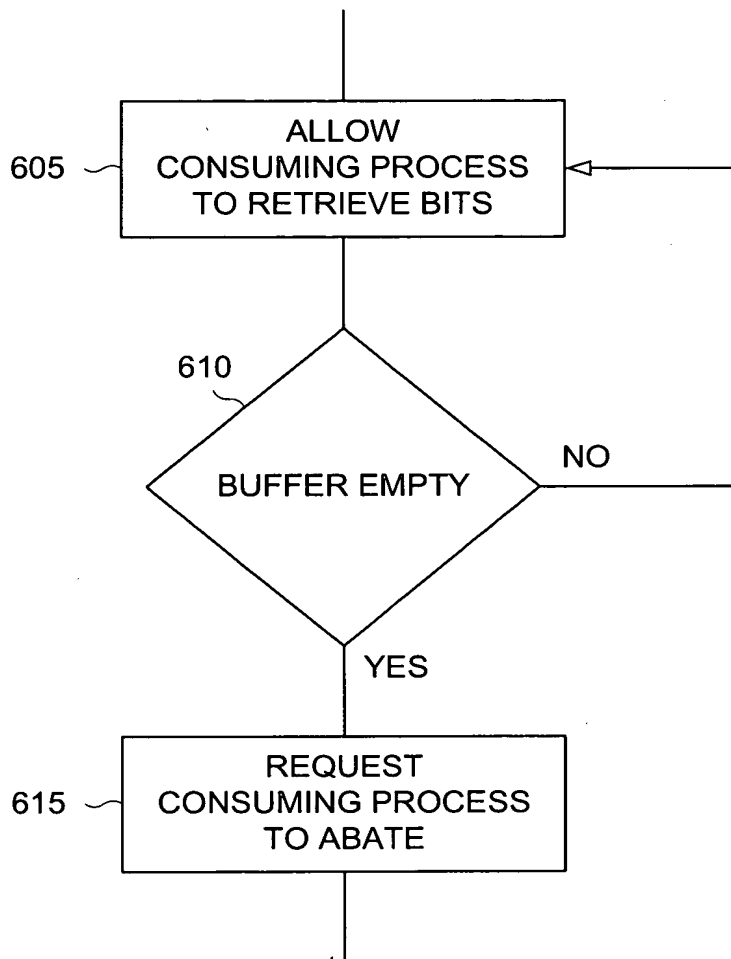 ALLOW
605
CONSUMING PROCESS
TO RETRIEVE BITS
610
BUFFER EMPTY
NO
YES
REQUEST
615
CONSUMING PROCESS
TO ABATE